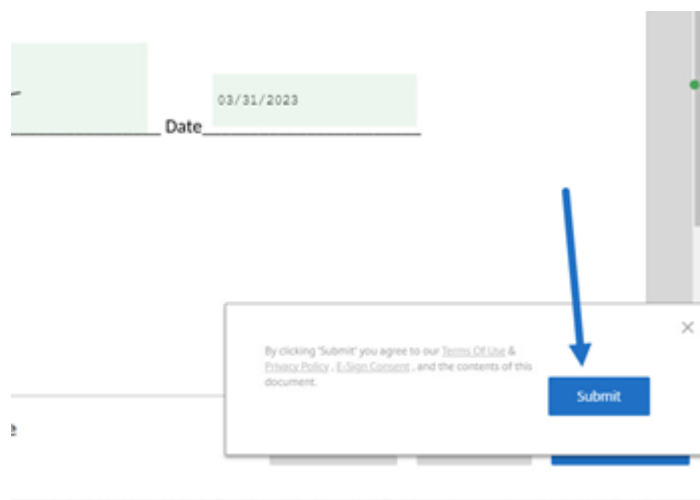 03/31/2023
Date
By clicking 'Submit' you agree to our Terms Of Use &
Privacy Policy , E-Sign Consent , and the contents of this
document.
Submit
e